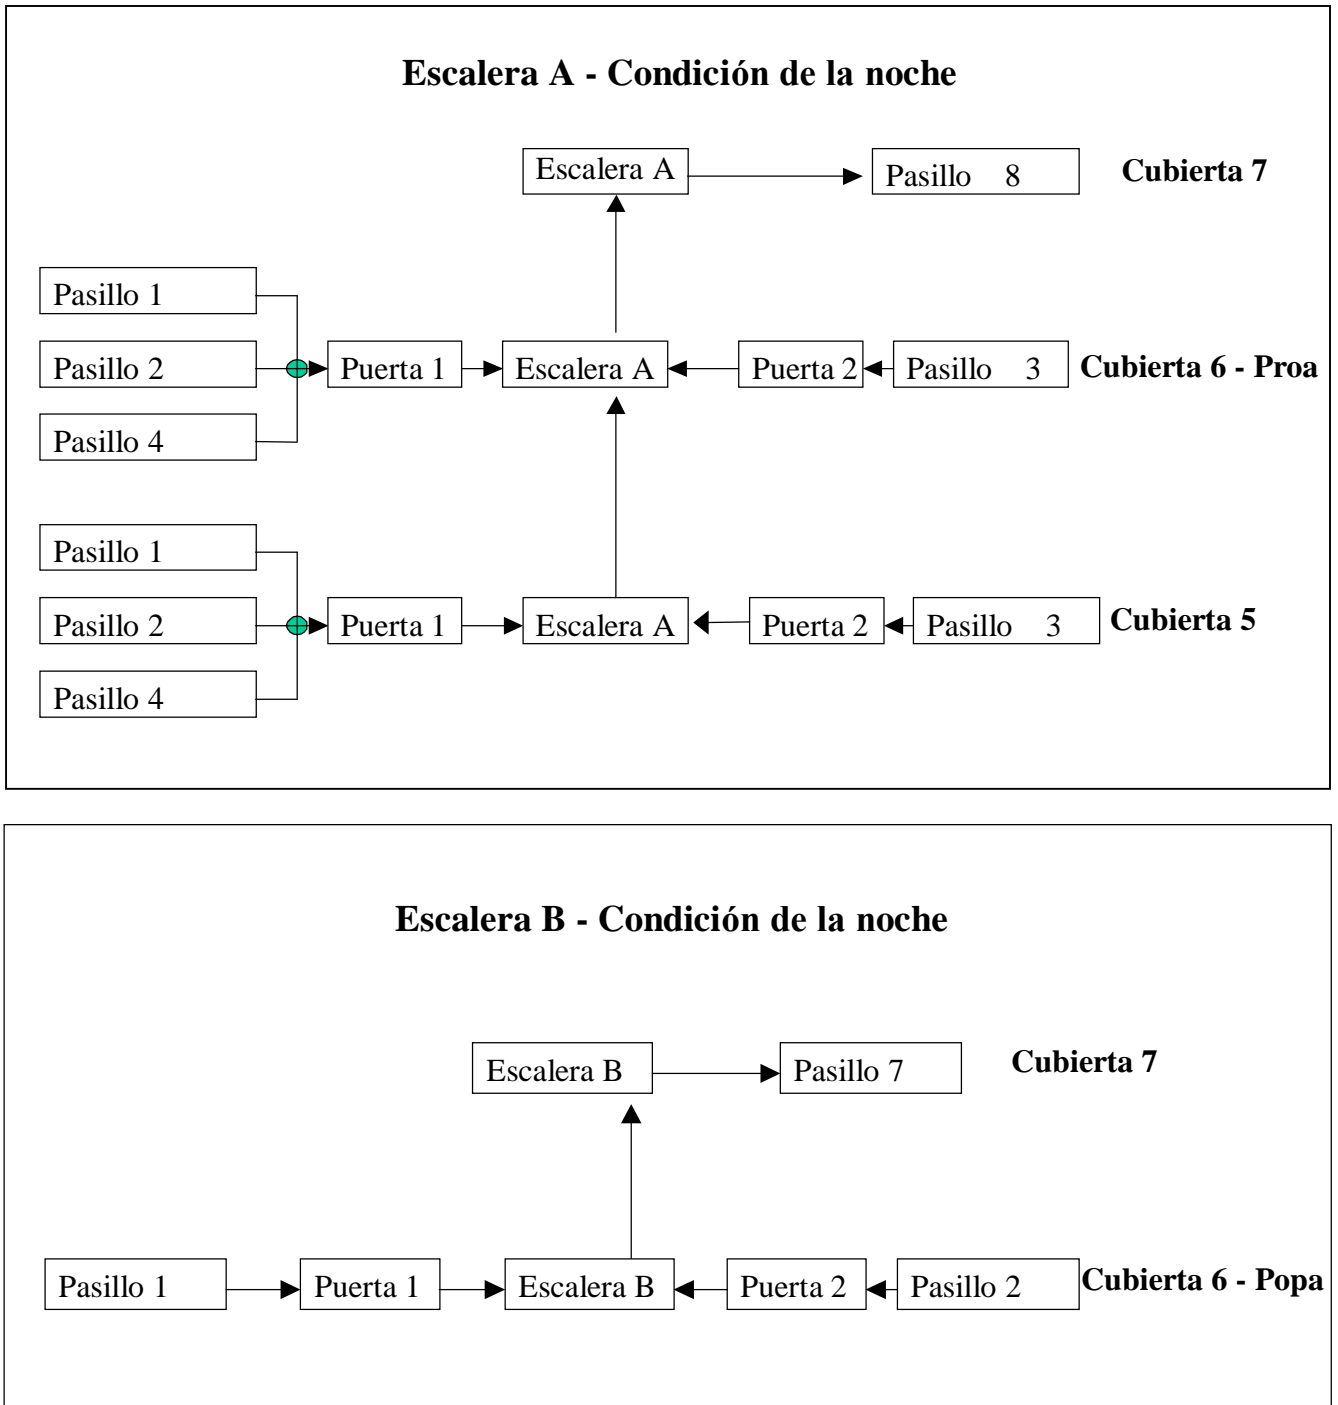 Escalera A - Condición de la noche
Escalera A
Pasillo 8
Cubierta 7
Pasillo 1
Pasillo 2
Puerta 1
Escalera A
Puerta 2
Pasillo 3
Cubierta 6 - Proa
Pasillo 4
Pasillo 1
Pasillo 2
Puerta 1
Escalera A
Puerta 2
Pasillo 3
Cubierta 5
Pasillo 4
Escalera B - Condición de la noche
Escalera B
Pasillo 7
Cubierta 7
Pasillo 1
Puerta 1
Escalera B
Puerta 2
Pasillo 2
Cubierta 6 - Popa